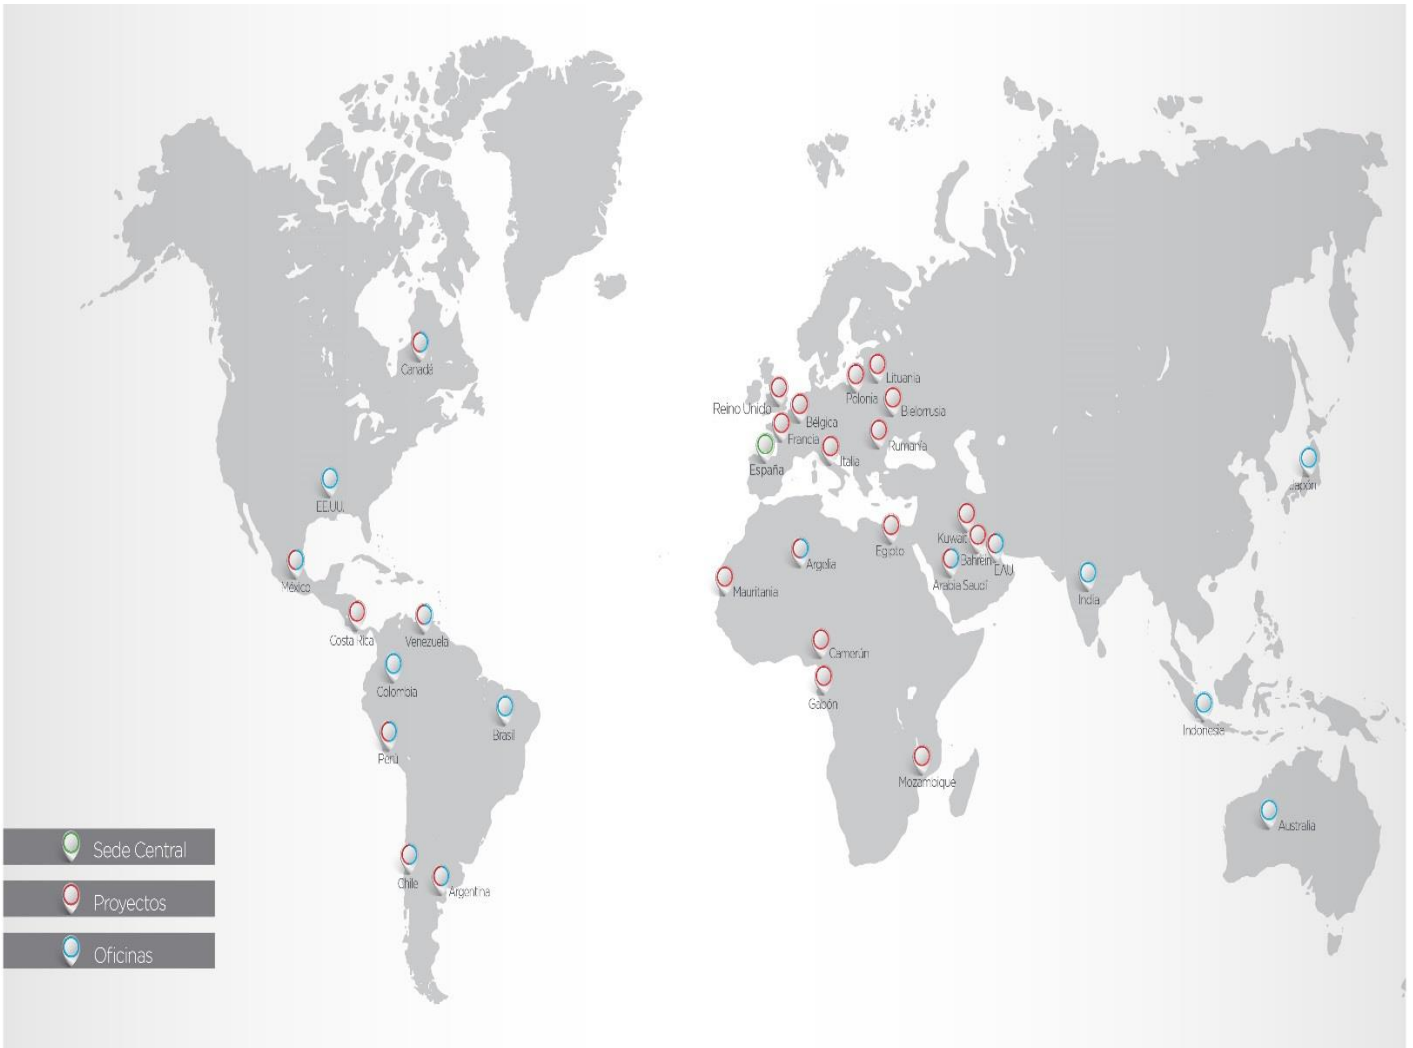 Canadá
Lituania
Polonia
Reino Unido
Bielorrusia
Bélgica
Francia
Rumanía
Italia
España
Japón
EE.UU.
Kuwait
Egipto
Bahrein
Argelia
EAU
México
Arabia Saudí
Mauritania
India
Costa Rica
Venezuela
Camerún
Colombia
Gabón
Indonesia
Brasil
Perú
Mozambique
Australia
Sede Central
Chile
Argentina
Proyectos
Oficinas